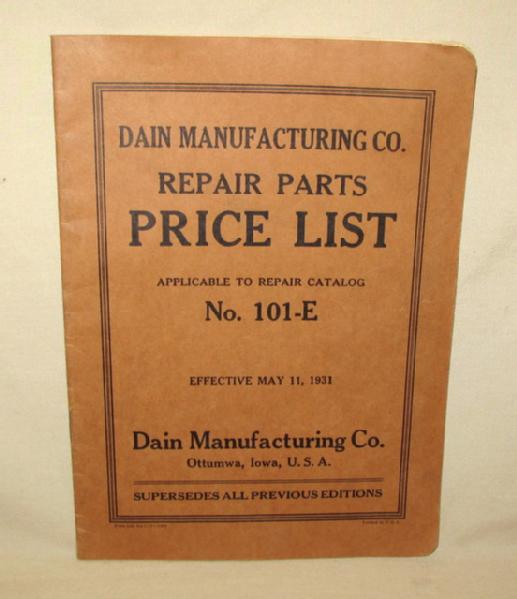 DAIN MANUFACTURING CO.
REPAIR PARTS
PRICE LIST
APPLICABLE TO REPAIR CATALOG
No. 101-E
EFFECTIVE MAY 11, 1931
Dain Manufacturing Co.
Ottumwa, Iowa, U. S. A.
SUPERSEDES ALL PREVIOUS EDITIONS